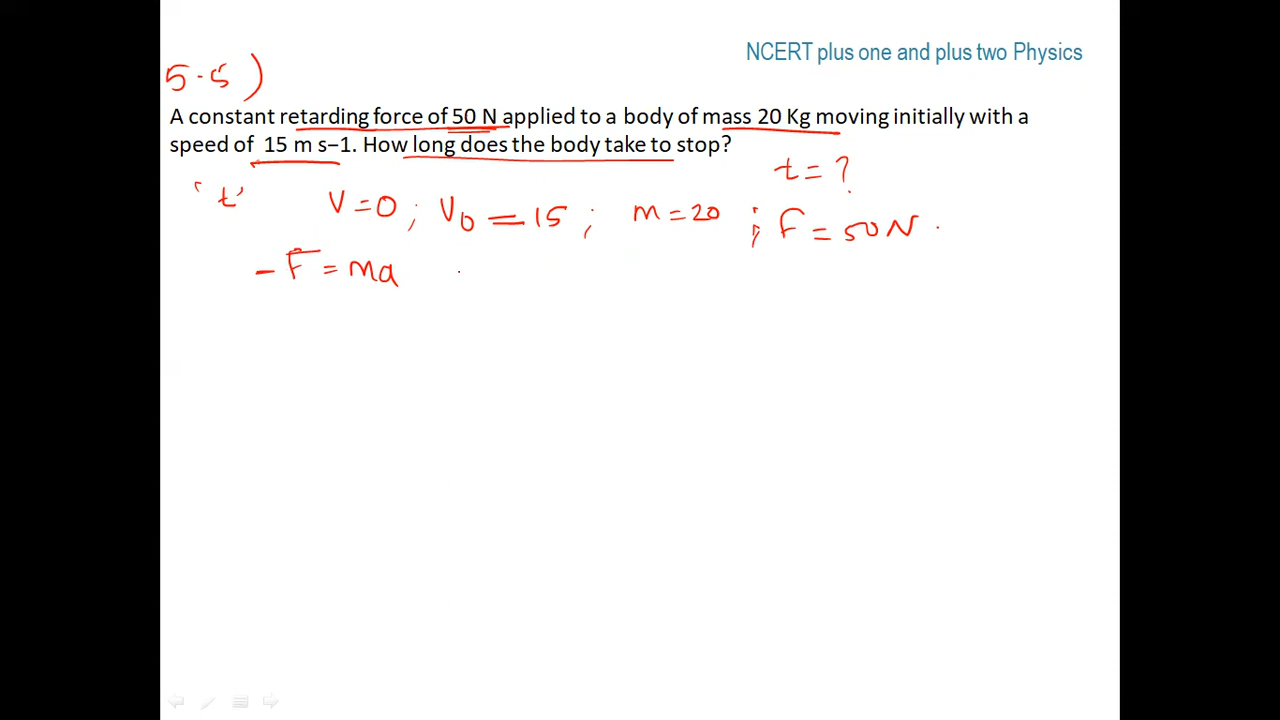 NCERT plus one and plus two Physics
5.5)
A constant retarding force of 50 N applied to a body of mass 20 Kg moving initially with a
speed of 15 m s−1. How long does the body take to stop?
t = ?
't' V = 0 ; V0 = 15 ; m = 20 ; F = 50 N .
- F = ma